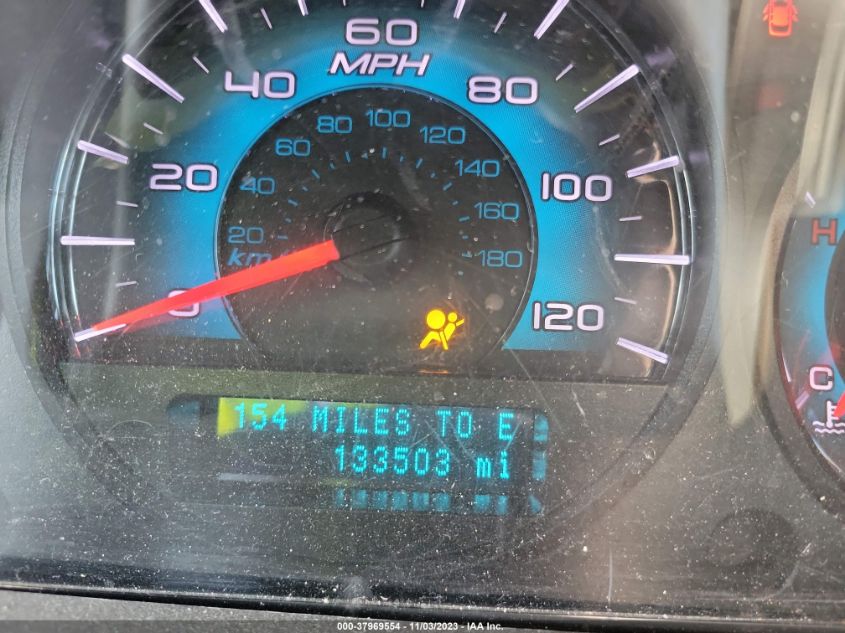 60
MPH
40 80
20 100
0 120
80 100 120
60 140
40 160
20 180
km/h
H
C
154 MILES TO E
133503 mi
000-37969554 - 11/03/2023 - IAA, Inc.